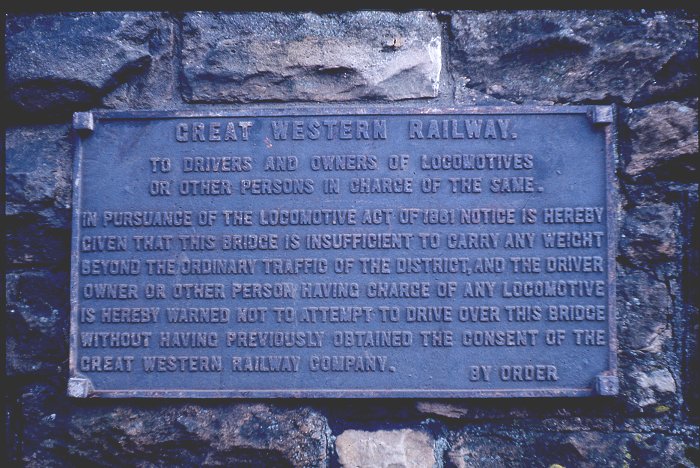 GREAT WESTERN RAILWAY.
TO DRIVERS AND OWNERS OF LOCOMOTIVES
OR OTHER PERSONS IN CHARGE OF THE SAME.
IN PURSUANCE OF THE LOCOMOTIVE ACT OF 1861 NOTICE IS HEREBY
GIVEN THAT THIS BRIDGE IS INSUFFICIENT TO CARRY ANY WEIGHT
BEYOND THE ORDINARY TRAFFIC OF THE DISTRICT, AND THE DRIVER
OWNER OR OTHER PERSON HAVING CHARGE OF ANY LOCOMOTIVE
IS HEREBY WARNED NOT TO ATTEMPT TO DRIVE OVER THIS BRIDGE
WITHOUT HAVING PREVIOUSLY OBTAINED THE CONSENT OF THE
GREAT WESTERN RAILWAY COMPANY.
BY ORDER